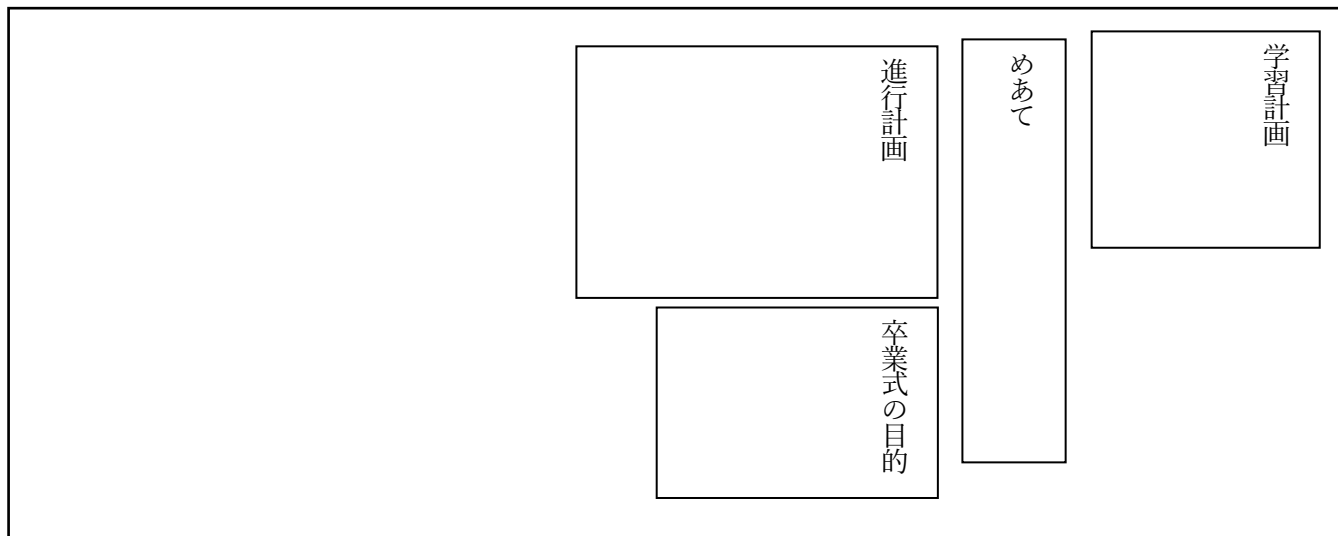 学習計画
めあて
進行計画
卒業式の目的